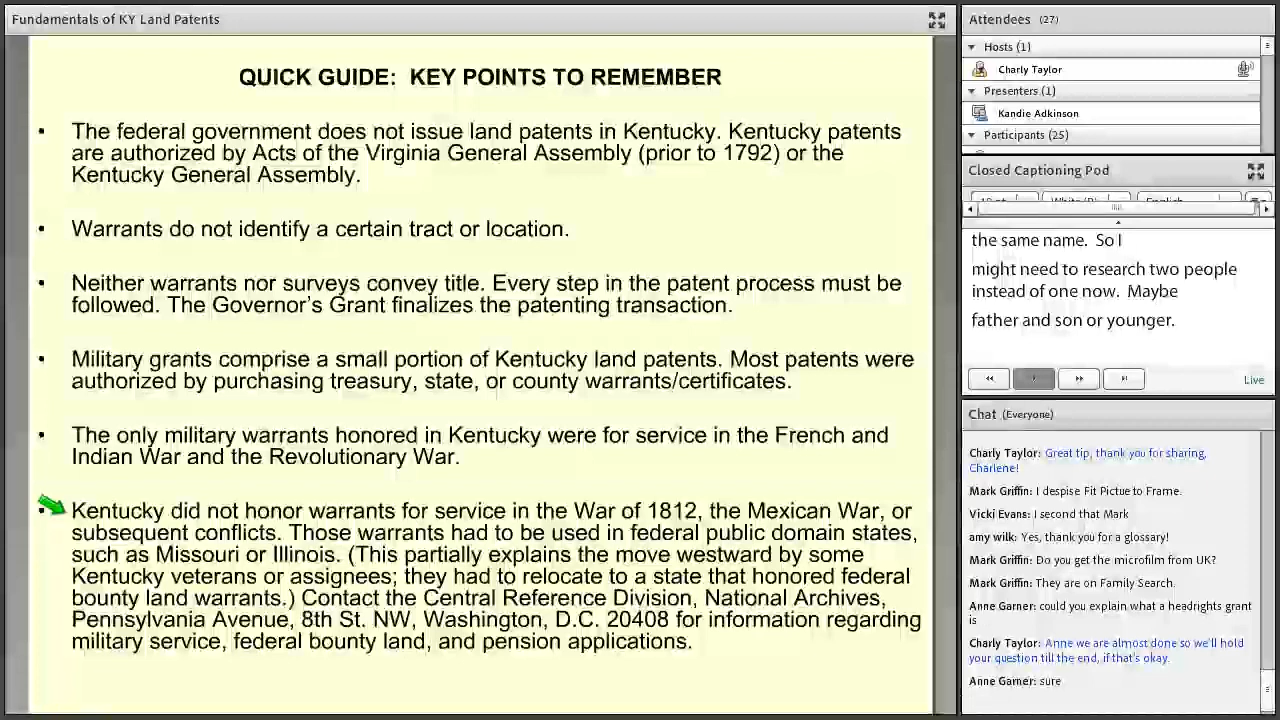 Fundamentals of KY Land Patents
QUICK GUIDE: KEY POINTS TO REMEMBER
• The federal government does not issue land patents in Kentucky. Kentucky patents
are authorized by Acts of the Virginia General Assembly (prior to 1792) or the
Kentucky General Assembly.
• Warrants do not identify a certain tract or location.
• Neither warrants nor surveys convey title. Every step in the patent process must be
followed. The Governor's Grant finalizes the patenting transaction.
• Military grants comprise a small portion of Kentucky land patents. Most patents were
authorized by purchasing treasury, state, or county warrants/certificates.
• The only military warrants honored in Kentucky were for service in the French and
Indian War and the Revolutionary War.
• Kentucky did not honor warrants for service in the War of 1812, the Mexican War, or
subsequent conflicts. Those warrants had to be used in federal public domain states,
such as Missouri or Illinois. (This partially explains the move westward by some
Kentucky veterans or assignees; they had to relocate to a state that honored federal
bounty land warrants.) Contact the Central Reference Division, National Archives,
Pennsylvania Avenue, 8th St. NW, Washington, D.C. 20408 for information regarding
military service, federal bounty land, and pension applications.
Attendees (27)
Hosts (1)
Charly Taylor
Presenters (1)
Kandie Adkinson
Participants (25)
Closed Captioning Pod
English
the same name. So I
might need to research two people
instead of one now. Maybe
father and son or younger.
Live
Chat (Everyone)
Charly Taylor: Great tip, thank you for sharing,
Charlene!
Mark Griffin: I despise Fit Pictue to Frame.
Vicki Evans: I second that Mark
amy wilk: Yes, thank you for a glossary!
Mark Griffin: Do you get the microfilm from UK?
Mark Griffin: They are on Family Search.
Anne Garner: could you explain what a headrights grant
is
Charly Taylor: Anne we are almost done so we'll hold
your question till the end, if that's okay.
Anne Garner: sure